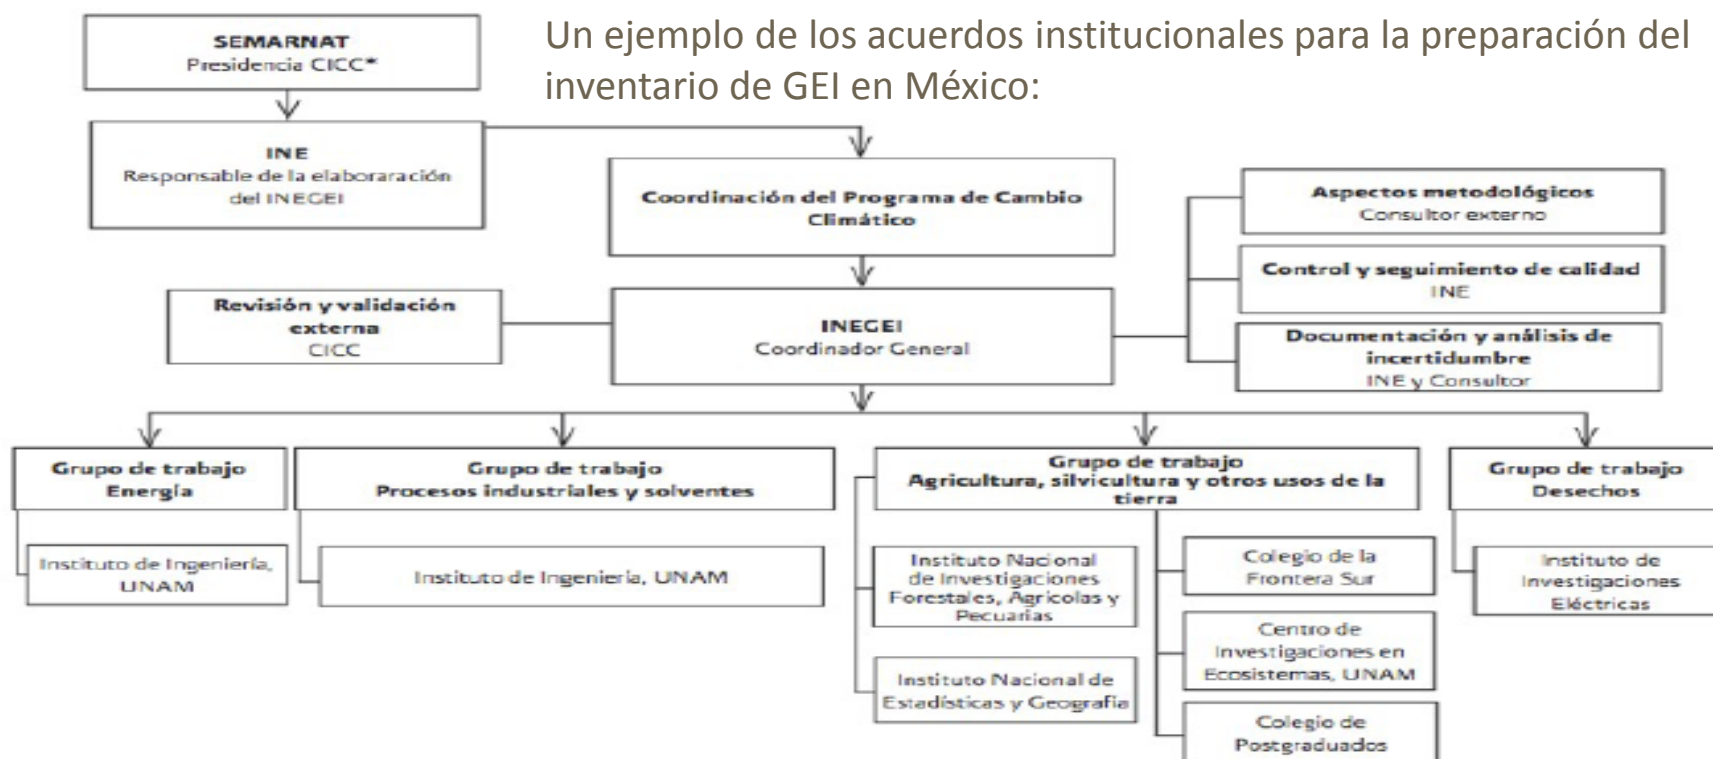 Un ejemplo de los acuerdos institucionales para la preparación del
inventario de GEI en México:
SEMARNAT
Presidencia CICC*
INE
Responsable de la elaboraración
del INEGEI
Coordinación del Programa de Cambio
Climático
Aspectos metodológicos
Consultor externo
Control y seguimiento de calidad
INE
Documentación y análisis de
incertidumbre
INE y Consultor
Revisión y validación
externa
CICC
INEGEI
Coordinador General
Grupo de trabajo
Energía
Instituto de Ingeniería,
UNAM
Grupo de trabajo
Procesos industriales y solventes
Instituto de Ingeniería, UNAM
Grupo de trabajo
Agricultura, silvicultura y otros usos de la
tierra
Instituto Nacional
de Investigaciones
Forestales, Agrícolas y
Pecuarias
Instituto Nacional de
Estadísticas y Geografía
Colegio de la
Frontera Sur
Centro de
Investigaciones en
Ecosistemas, UNAM
Colegio de
Postgraduados
Grupo de trabajo
Desechos
Instituto de
Investigaciones
Eléctricas